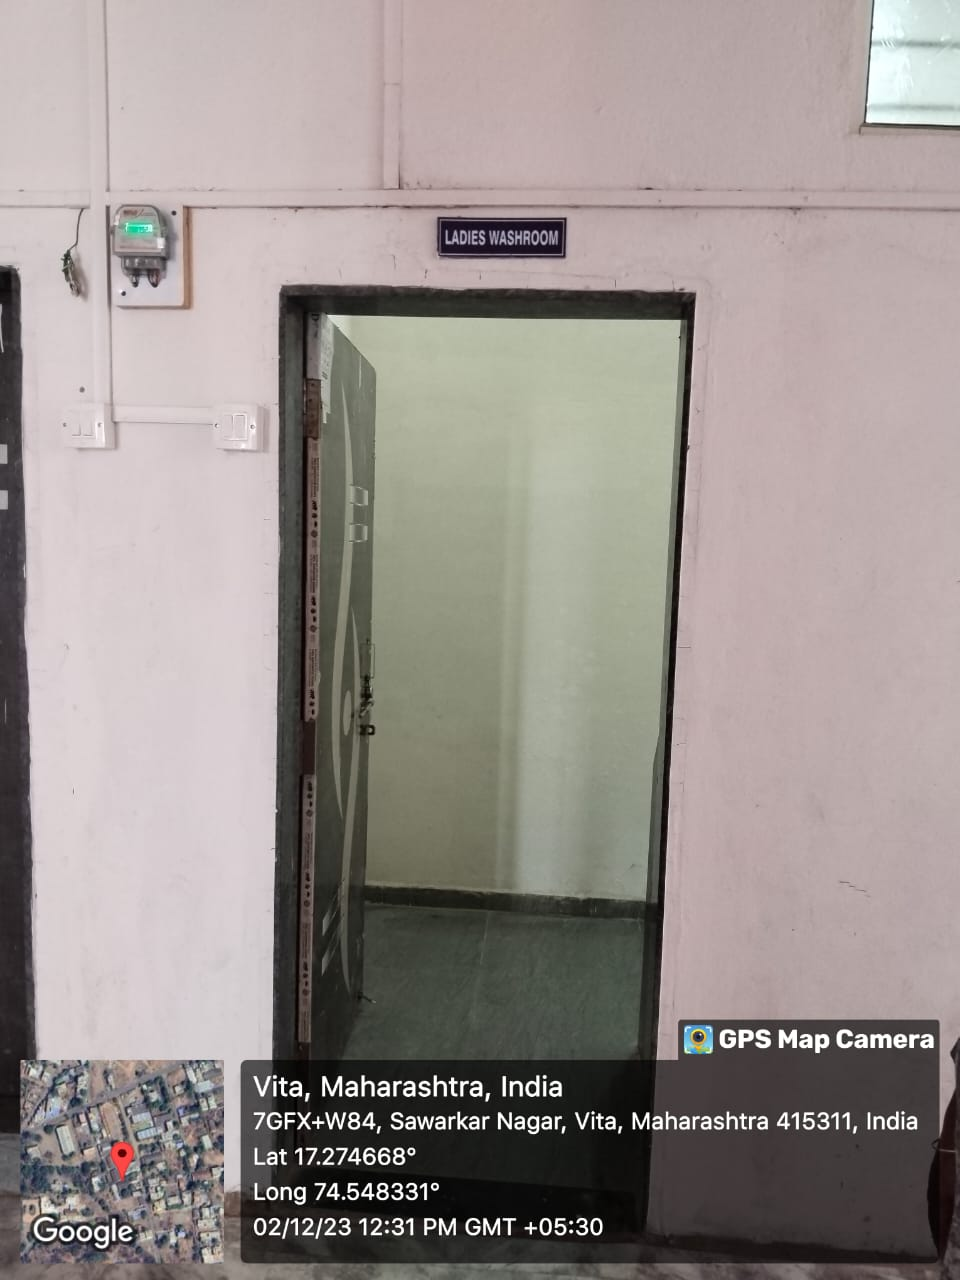 LADIES WASHROOM
GPS Map Camera
Vita, Maharashtra, India
7GFX+W84, Sawarkar Nagar, Vita, Maharashtra 415311, India
Lat 17.274668°
Long 74.548331°
02/12/23 12:31 PM GMT +05:30
Google